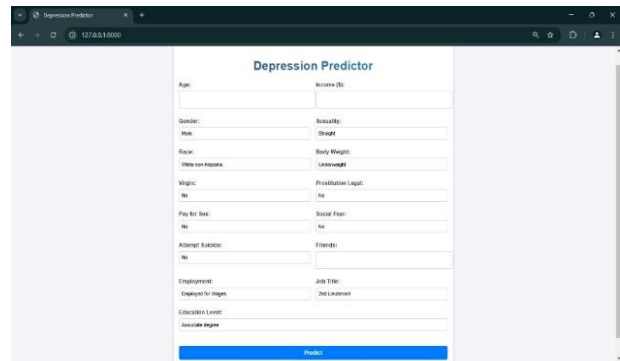 Depression Predictor
127.0.0.1:8000
Depression Predictor
Age: Income ($):
Gender: Sexuality:
Male Straight
Race: Body Weight:
White non-hispanic Underweight
Virgin: Prostitution Legal:
No No
Pay for Sex: Social Fear:
No No
Attempt Suicide: Friends:
No
Employment: Job Title:
Employed for Wages 2nd Lieutenant
Education Level:
Associate degree
Predict